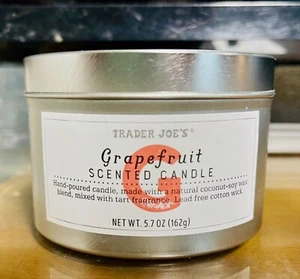 TRADER JOE'S®
Grapefruit
SCENTED CANDLE
Hand-poured candle, made with a natural coconut-soy wax
blend, mixed with tart fragrance. Lead free cotton wick.
NET WT. 5.7 OZ (162g)